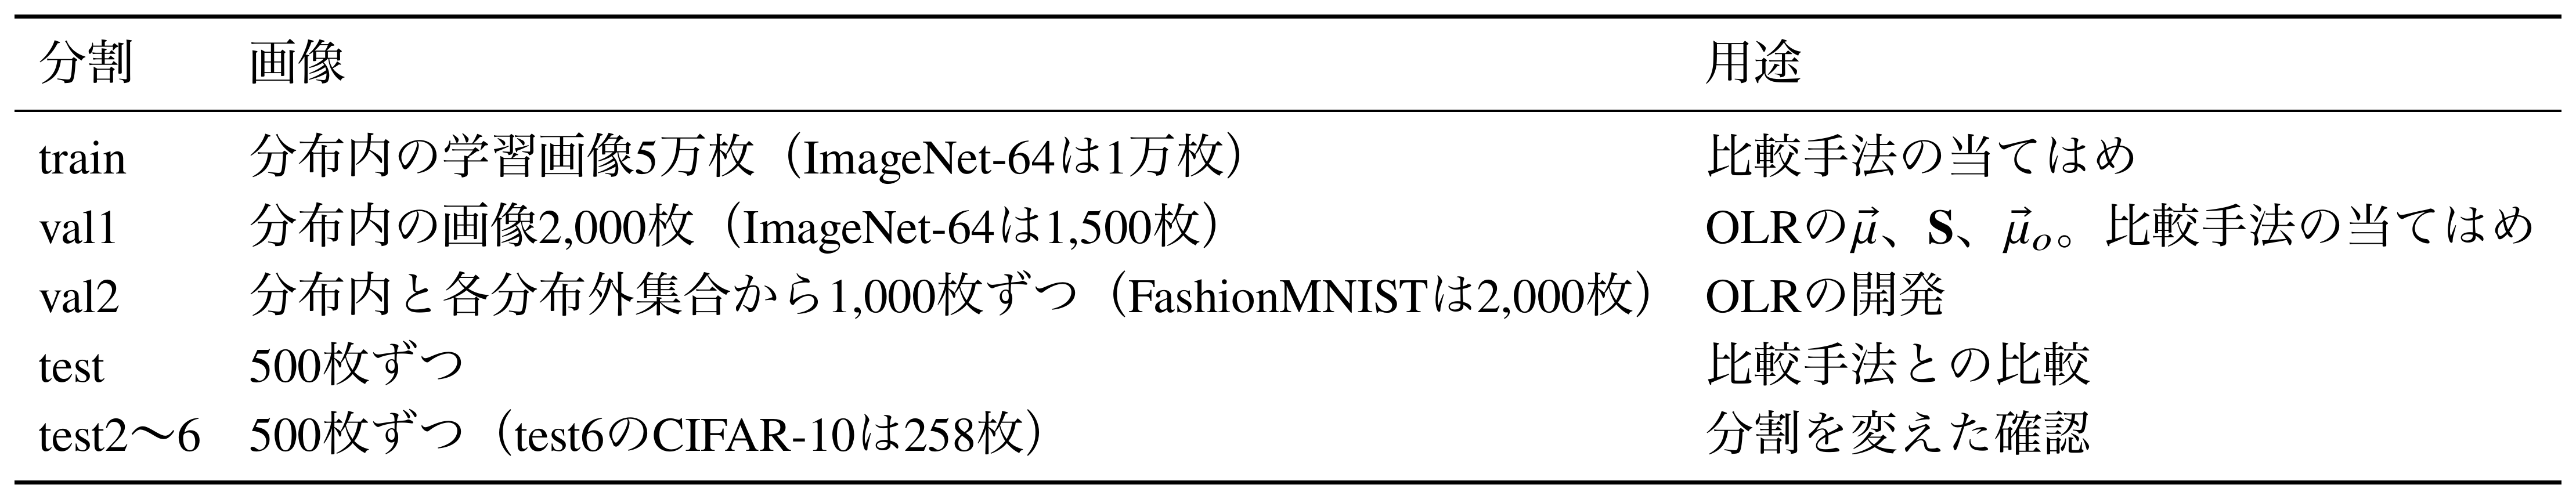 分割 画像 用途
train 分布内の学習画像5万枚（ImageNet-64は1万枚） 比較手法の当てはめ
val1 分布内の画像2,000枚（ImageNet-64は1,500枚） OLRの$\vec{\mu}$、$\mathbf{S}$、$\vec{\mu}_o$。比較手法の当てはめ
val2 分布内と各分布外集合から1,000枚ずつ（FashionMNISTは2,000枚） OLRの開発
test 500枚ずつ 比較手法との比較
test2〜6 500枚ずつ（test6のCIFAR-10は258枚） 分割を変えた確認